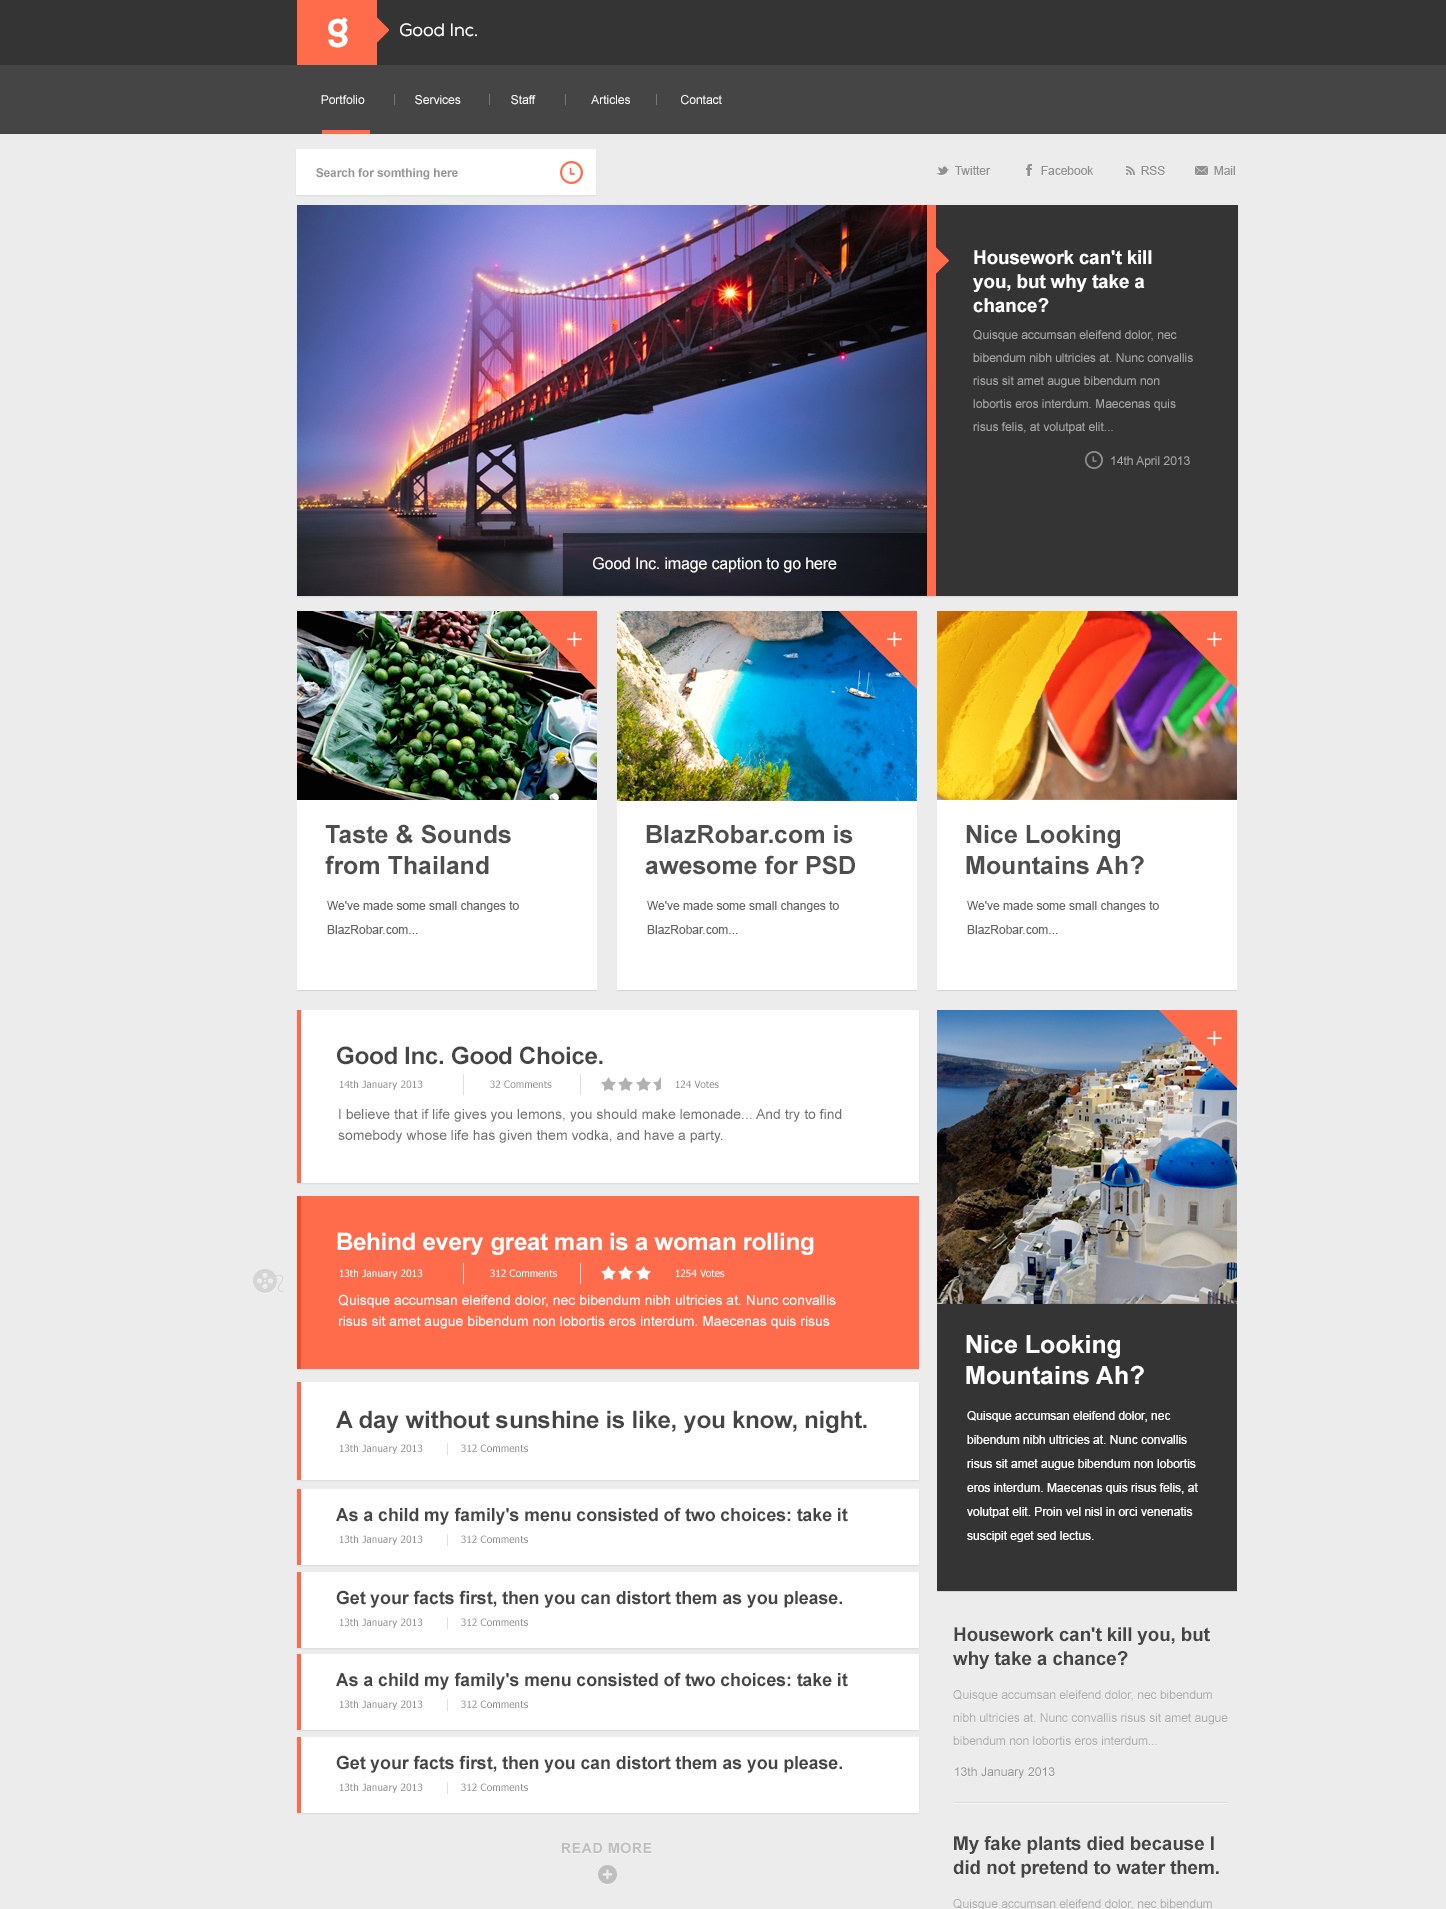 g
Good Inc.
Portfolio
Services
Staff
Articles
Contact
Search for somthing here
Twitter
Facebook
RSS
Mail
Housework can't kill
you, but why take a
chance?
Quisque accumsan eleifend dolor, nec
bibendum nibh ultricies at. Nunc convallis
risus sit amet augue bibendum non
lobortis eros interdum. Maecenas quis
risus felis, at volutpat elit...
14th April 2013
Good Inc. image caption to go here
Taste & Sounds
from Thailand
We've made some small changes to
BlazRobar.com...
BlazRobar.com is
awesome for PSD
We've made some small changes to
BlazRobar.com...
Nice Looking
Mountains Ah?
We've made some small changes to
BlazRobar.com...
Good Inc. Good Choice.
14th January 2013
32 Comments
124 Votes
I believe that if life gives you lemons, you should make lemonade... And try to find
somebody whose life has given them vodka, and have a party.
Behind every great man is a woman rolling
13th January 2013
312 Comments
1254 Votes
Quisque accumsan eleifend dolor, nec bibendum nibh ultricies at. Nunc convallis
risus sit amet augue bibendum non lobortis eros interdum. Maecenas quis risus
A day without sunshine is like, you know, night.
13th January 2013
312 Comments
As a child my family's menu consisted of two choices: take it
13th January 2013
312 Comments
Get your facts first, then you can distort them as you please.
13th January 2013
312 Comments
As a child my family's menu consisted of two choices: take it
13th January 2013
312 Comments
Get your facts first, then you can distort them as you please.
13th January 2013
312 Comments
READ MORE
Nice Looking
Mountains Ah?
Quisque accumsan eleifend dolor, nec
bibendum nibh ultricies at. Nunc convallis
risus sit amet augue bibendum non lobortis
eros interdum. Maecenas quis risus felis, at
volutpat elit. Proin vel nisl in orci venenatis
suscipit eget sed lectus.
Housework can't kill you, but
why take a chance?
Quisque accumsan eleifend dolor, nec bibendum
nibh ultricies at. Nunc convallis risus sit amet augue
bibendum non lobortis eros interdum...
13th January 2013
My fake plants died because I
did not pretend to water them.
Quisque accumsan eleifend dolor, nec bibendum